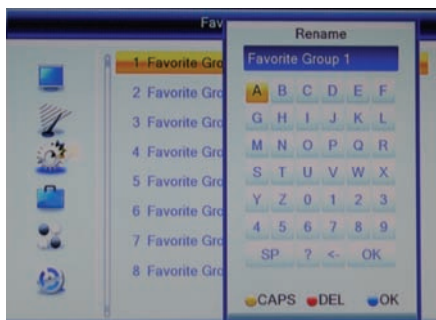 Fav
Rename
Favorite Group 1
1 Favorite Gro
2 Favorite Gro
3 Favorite Gro
4 Favorite Gro
5 Favorite Gro
6 Favorite Gro
7 Favorite Gro
8 Favorite Gro
A B C D E F
G H I J K L
M N O P Q R
S T U V W X
Y Z 0 1 2 3
4 5 6 7 8 9
SP ? <- OK
CAPS DEL OK